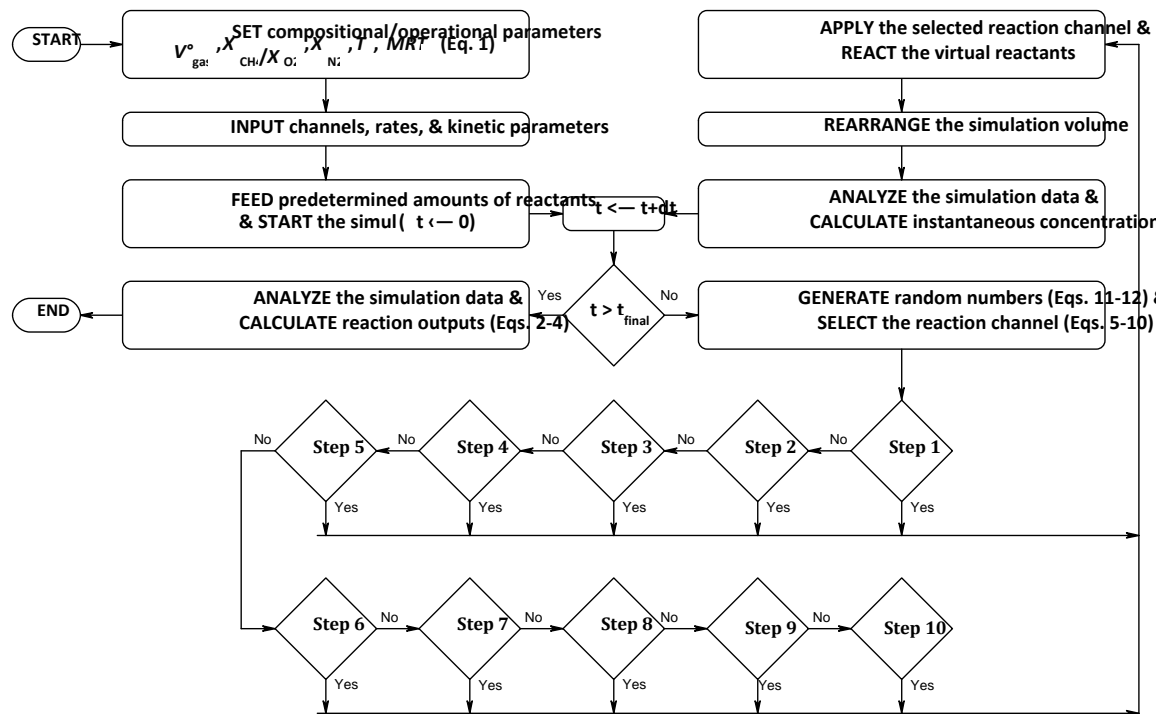 START
SET compositional/operational parameters
V°gas, XCH4/XO2, XN2, T, MRT (Eq. 1)
INPUT channels, rates, & kinetic parameters
FEED predetermined amounts of reactants
& START the simul( t <— 0)
t <— t+dt
APPLY the selected reaction channel &
REACT the virtual reactants
REARRANGE the simulation volume
ANALYZE the simulation data &
CALCULATE instantaneous concentration
END
ANALYZE the simulation data &
CALCULATE reaction outputs (Eqs. 2-4)
Yes
t > tfinal
No
GENERATE random numbers (Eqs. 11-12) &
SELECT the reaction channel (Eqs. 5-10)
No
Step 5
No
Step 4
No
Step 3
No
Step 2
No
Step 1
Yes
Yes
Yes
Yes
Yes
Step 6
No
Step 7
No
Step 8
No
Step 9
No
Step 10
Yes
Yes
Yes
Yes
Yes